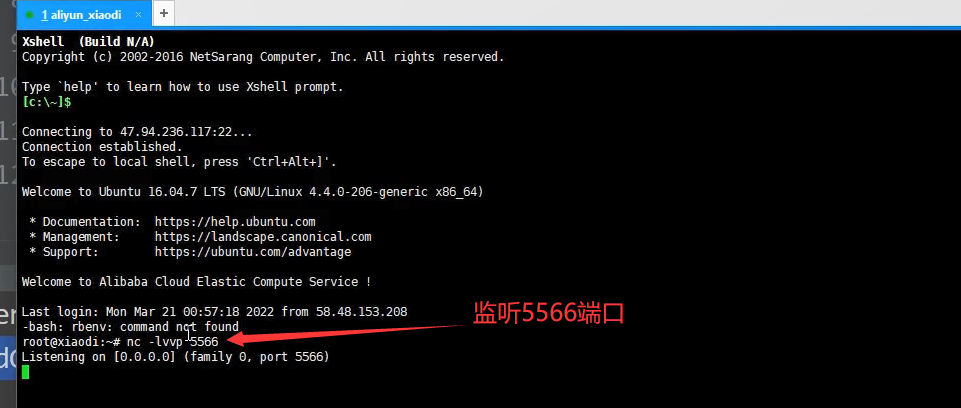 1 aliyun_xiaodi × +
Xshell (Build N/A)
Copyright (c) 2002-2016 NetSarang Computer, Inc. All rights reserved.
Type `help' to learn how to use Xshell prompt.
[c:\~]$
Connecting to 47.94.236.117:22...
Connection established.
To escape to local shell, press 'Ctrl+Alt+]'.
Welcome to Ubuntu 16.04.7 LTS (GNU/Linux 4.4.0-206-generic x86_64)
* Documentation: https://help.ubuntu.com
* Management: https://landscape.canonical.com
* Support: https://ubuntu.com/advantage
Welcome to Alibaba Cloud Elastic Compute Service !
Last login: Mon Mar 21 00:57:18 2022 from 58.48.153.208
-bash: rbenv: command not found
监听5566端口
root@xiaodi:~# nc -lvvp 5566
Listening on [0.0.0.0] (family 0, port 5566)